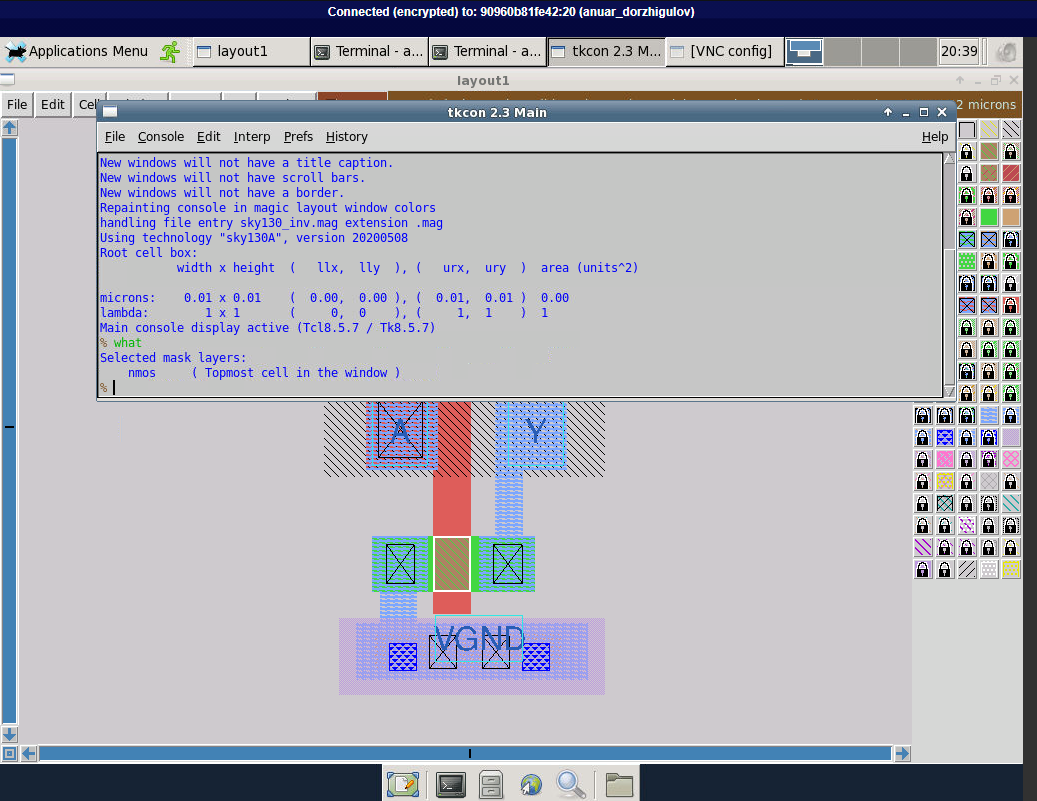 Connected (encrypted) to: 90960b81fe42:20 (anuar_dorzhigulov)
Applications Menu layout1 Terminal - a... Terminal - a... tkcon 2.3 M... [VNC config] 20:39
layout1
File Edit 2 microns
tkcon 2.3 Main
File Console Edit Interp Prefs History Help
New windows will not have a title caption.
New windows will not have scroll bars.
New windows will not have a border.
Repainting console in magic layout window colors
handling file entry sky130_inv.mag extension .mag
Using technology "sky130A", version 20200508
Root cell box:
width x height ( llx, lly ), ( urx, ury ) area (units^2)
microns: 0.01 x 0.01 ( 0.00, 0.00 ), ( 0.01, 0.01 ) 0.00
lambda: 1 x 1 ( 0, 0 ), ( 1, 1 ) 1
Main console display active (Tcl8.5.7 / Tk8.5.7)
% what
Selected mask layers:
nmos ( Topmost cell in the window )
%
A Y
VGND